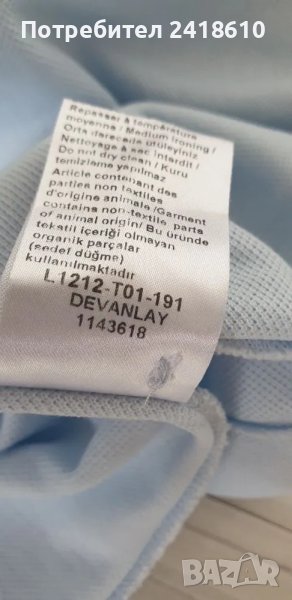 Потребител 2418610
Repasser à température
moyenne / Medium ironing /
Orta derecede ütüleyiniz
Nettoyage à sec interdit /
Do not dry clean / Kuru
temizleme yapılmaz
Article contenant des
parties non textiles
d'origine animale /Garment
contains non-textile parts
of animal origin/ Bu üründe
tekstil içeriği olmayan
organik parçalar
(sedef düğme)
kullanılmaktadır
L1212-T01-191
DEVANLAY
1143618
BAZAR